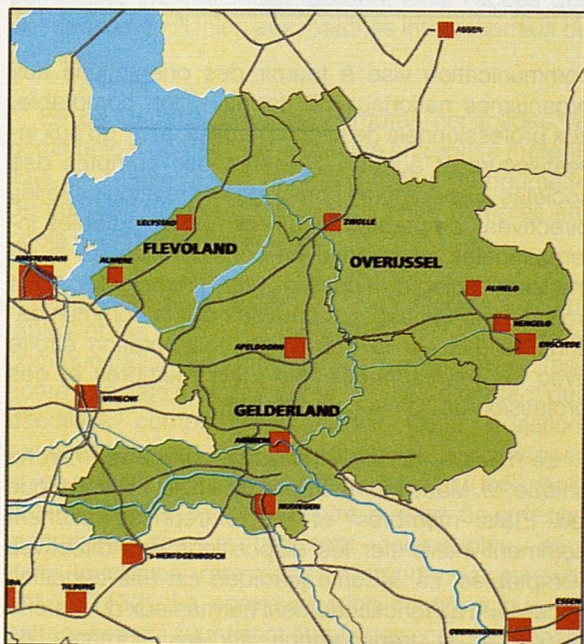 ASSEN
LELYSTAD
ZWOLLE
FLEVOLAND
OVERIJSSEL
AMSTERDAM
ALMERE
ALMELO
HENGELO
ENSCHEDE
APELDOORN
UTRECHT
GELDERLAND
ARNHEM
NIJMEGEN
'S-HERTOGENBOSCH
EDA
TILBURG
ESSEN
OBERHAUSEN